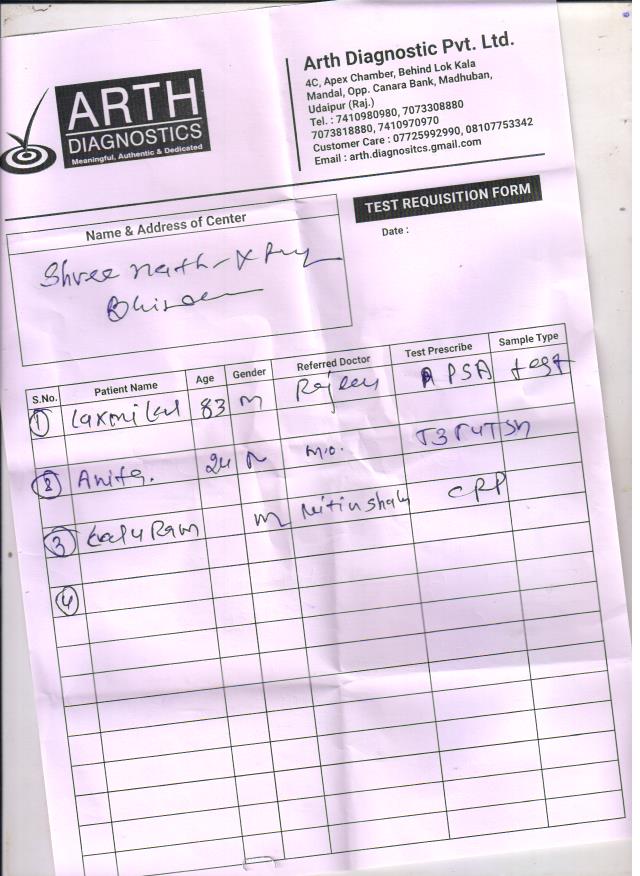 ARTH
DIAGNOSTICS
Meaningful, Authentic & Dedicated
Arth Diagnostic Pvt. Ltd.
4C, Apex Chamber, Behind Lok Kala
Mandal, Opp. Canara Bank, Madhuban,
Udaipur (Raj.)
Tel. : 7410980980, 7073308880
7073818880, 7410970970
Customer Care : 07725992990, 08107753342
Email : arth.diagnositcs.gmail.com
TEST REQUISITION FORM
Date :
Name & Address of Center
Shree nath X Ray
S.No. Patient Name Age Gender Referred Doctor Test Prescribe Sample Type
1 Laxmilal 83 m PSA test
2 Anita. 24 m.o. T3 T4 TSH
3 Kalu Ram m Nitin Shah
4